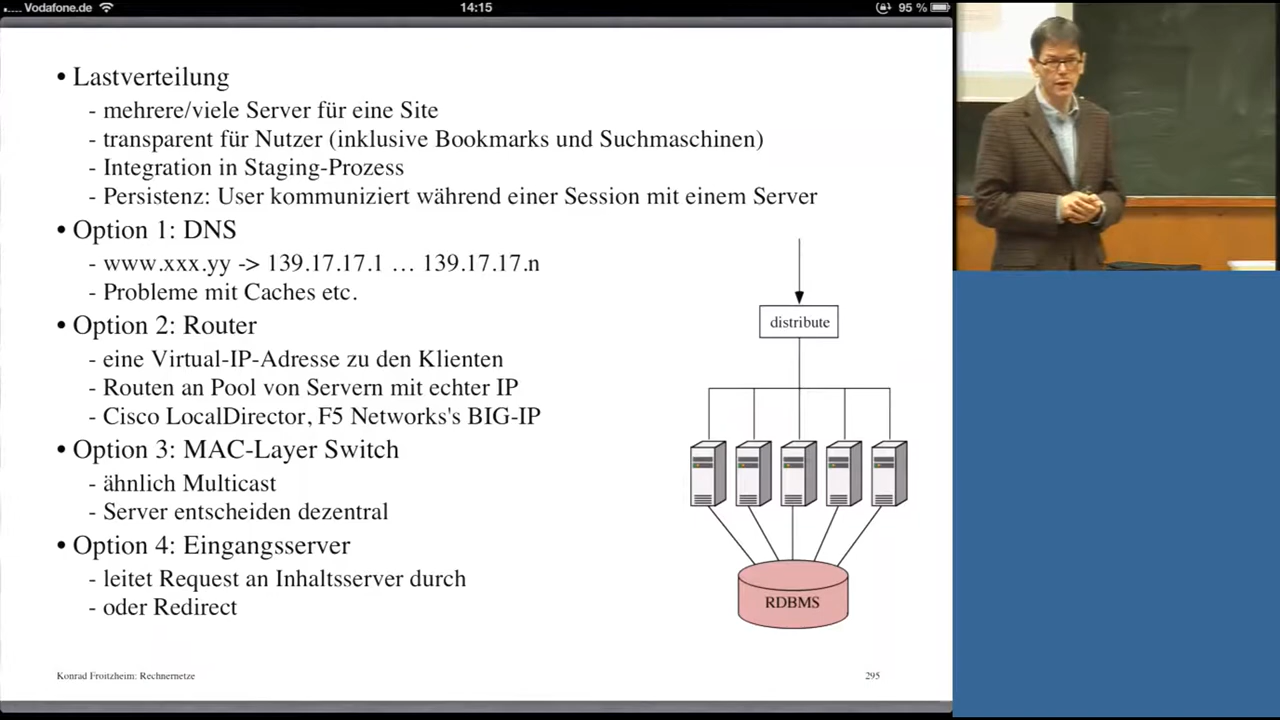 Vodafone.de
14:15
95 %
• Lastverteilung
- mehrere/viele Server für eine Site
- transparent für Nutzer (inklusive Bookmarks und Suchmaschinen)
- Integration in Staging-Prozess
- Persistenz: User kommuniziert während einer Session mit einem Server
• Option 1: DNS
- www.xxx.yy -> 139.17.17.1 … 139.17.17.n
- Probleme mit Caches etc.
• Option 2: Router
- eine Virtual-IP-Adresse zu den Klienten
- Routen an Pool von Servern mit echter IP
- Cisco LocalDirector, F5 Networks's BIG-IP
• Option 3: MAC-Layer Switch
- ähnlich Multicast
- Server entscheiden dezentral
• Option 4: Eingangsserver
- leitet Request an Inhaltsserver durch
- oder Redirect
distribute
RDBMS
Konrad Froitzheim: Rechnernetze
295